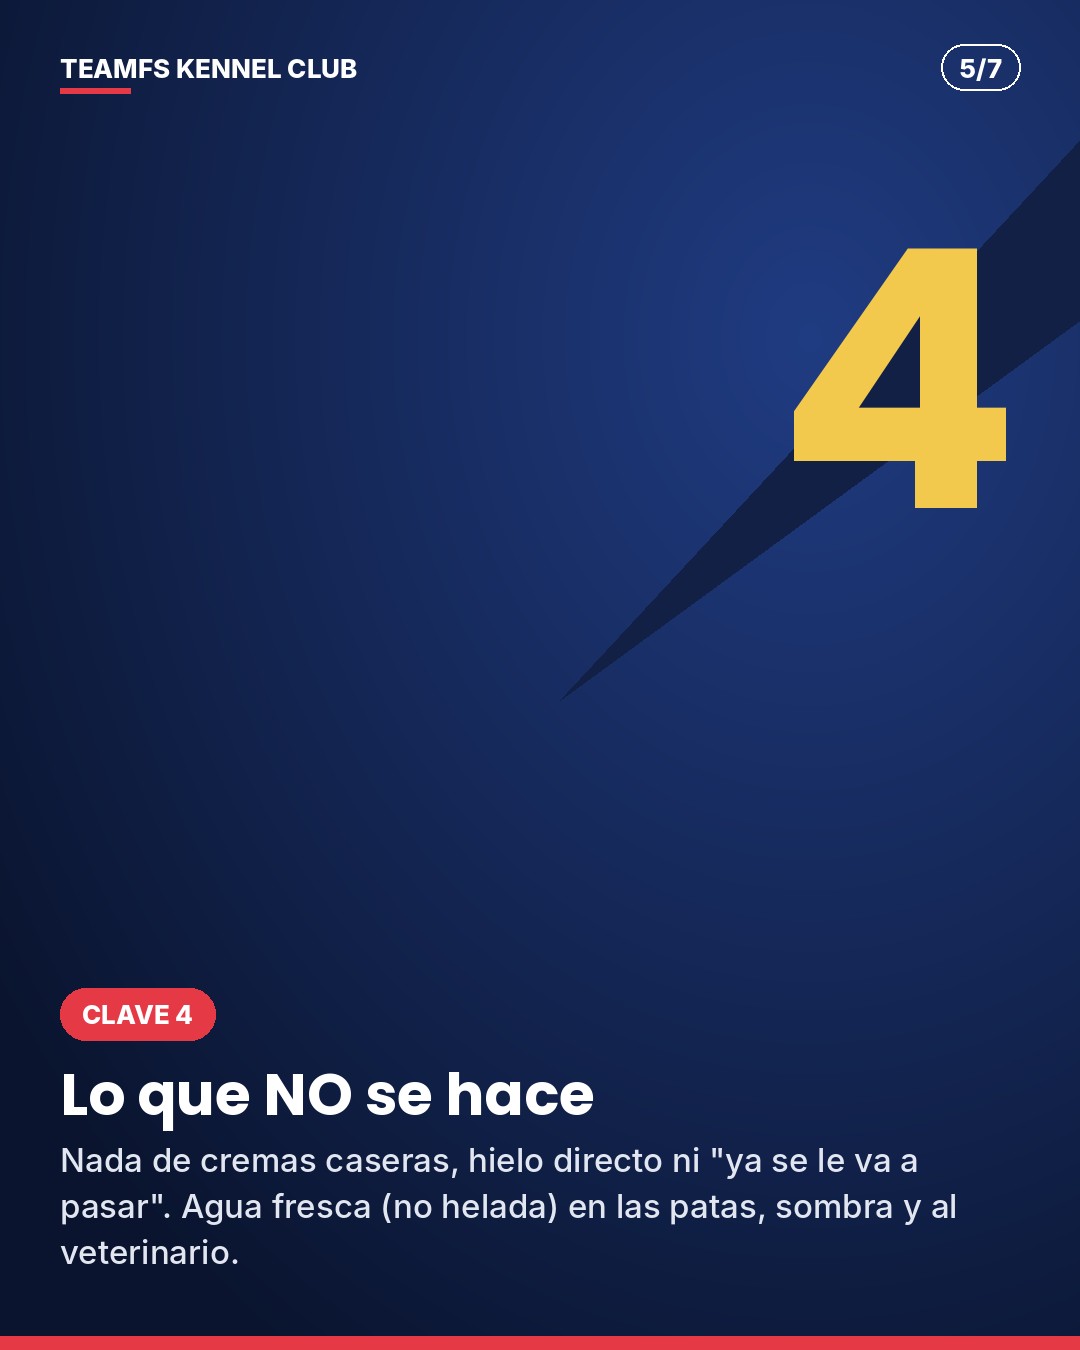 TEAMFS KENNEL CLUB
5/7
4
CLAVE 4
Lo que NO se hace
Nada de cremas caseras, hielo directo ni "ya se le va a
pasar". Agua fresca (no helada) en las patas, sombra y al
veterinario.